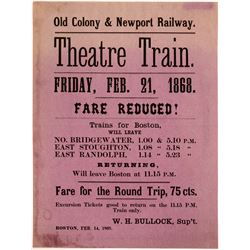 Old Colony & Newport Railway.
Theatre Train.
FRIDAY, FEB. 21, 1868.
FARE REDUCED!
Trains for Boston,
WILL LEAVE
NO. BRIDGEWATER, 1.00 & 5.10 P.M.
EAST STOUGHTON, 1.08 " 5.18 "
EAST RANDOLPH, 1.14 " 5.23 "
RETURNING,
Will leave Boston at 11.15 P.M.
Fare for the Round Trip, 75 cts.
Excursion Tickets good to return on the 11.15 P.M.
Train only.
W. H. BULLOCK, Sup't.
BOSTON, FEB. 14, 1868.